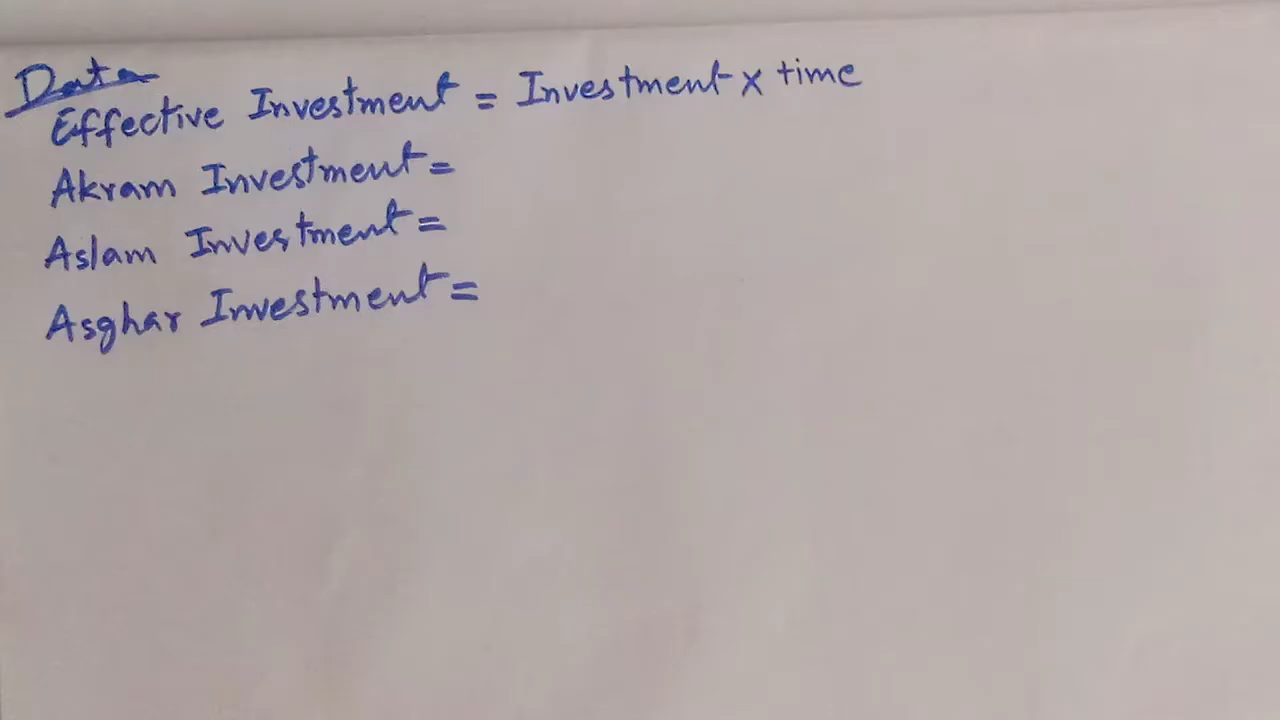 Data
Effective Investment = Investment × time
Akram Investment =
Aslam Investment =
Asghar Investment =